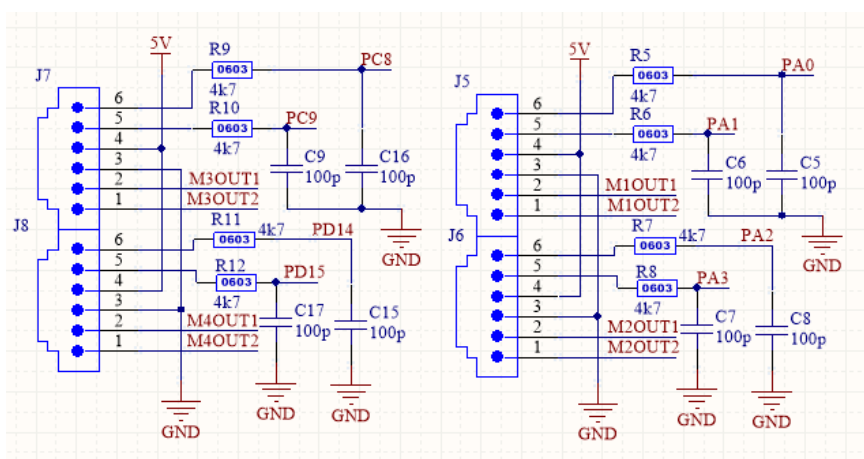 5V
R9
0603
4k7
PC8
J7
6
5
4
3
2
1
R10
0603
4k7
PC9
C9
100p
C16
100p
M3OUT1
M3OUT2
GND
J8
6
5
4
3
2
1
R11
0603
4k7
PD14
R12
0603
4k7
PD15
C17
100p
C15
100p
M4OUT1
M4OUT2
GND
GND
GND
5V
R5
0603
4k7
PA0
J5
6
5
4
3
2
1
R6
0603
4k7
PA1
C6
100p
C5
100p
M1OUT1
M1OUT2
GND
J6
6
5
4
3
2
1
R7
0603
4k7
PA2
R8
0603
4k7
PA3
C7
100p
C8
100p
M2OUT1
M2OUT2
GND
GND
GND